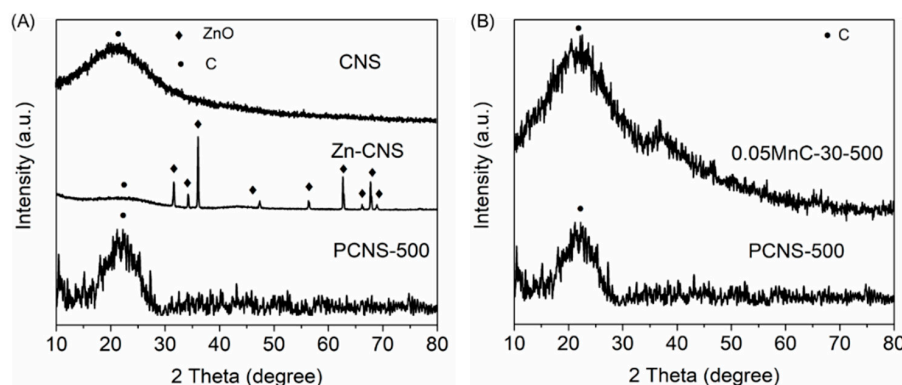 (A)
ZnO
C
CNS
Zn-CNS
PCNS-500
Intensity (a.u.)
10 20 30 40 50 60 70 80
2 Theta (degree)
(B)
C
0.05MnC-30-500
PCNS-500
Intensity (a.u.)
10 20 30 40 50 60 70 80
2 Theta (degree)